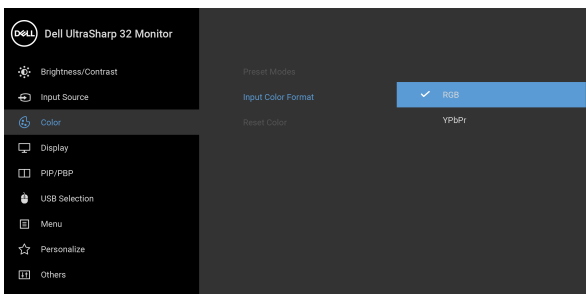 DELL Dell UltraSharp 32 Monitor
Brightness/Contrast
Input Source
Color
Display
PIP/PBP
USB Selection
Menu
Personalize
Others
Preset Modes
Input Color Format
Reset Color
RGB
YPbPr